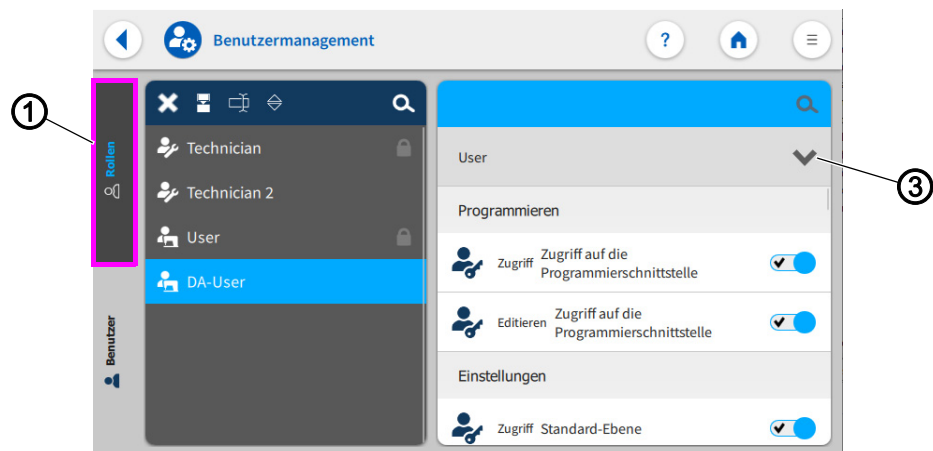 Benutzermanagement
?
1
Rollen
Technician
User
3
Technician 2
Programmieren
User
Zugriff Zugriff auf die
Programmierschnittstelle
DA-User
Editieren Zugriff auf die
Programmierschnittstelle
Benutzer
Einstellungen
Zugriff Standard-Ebene